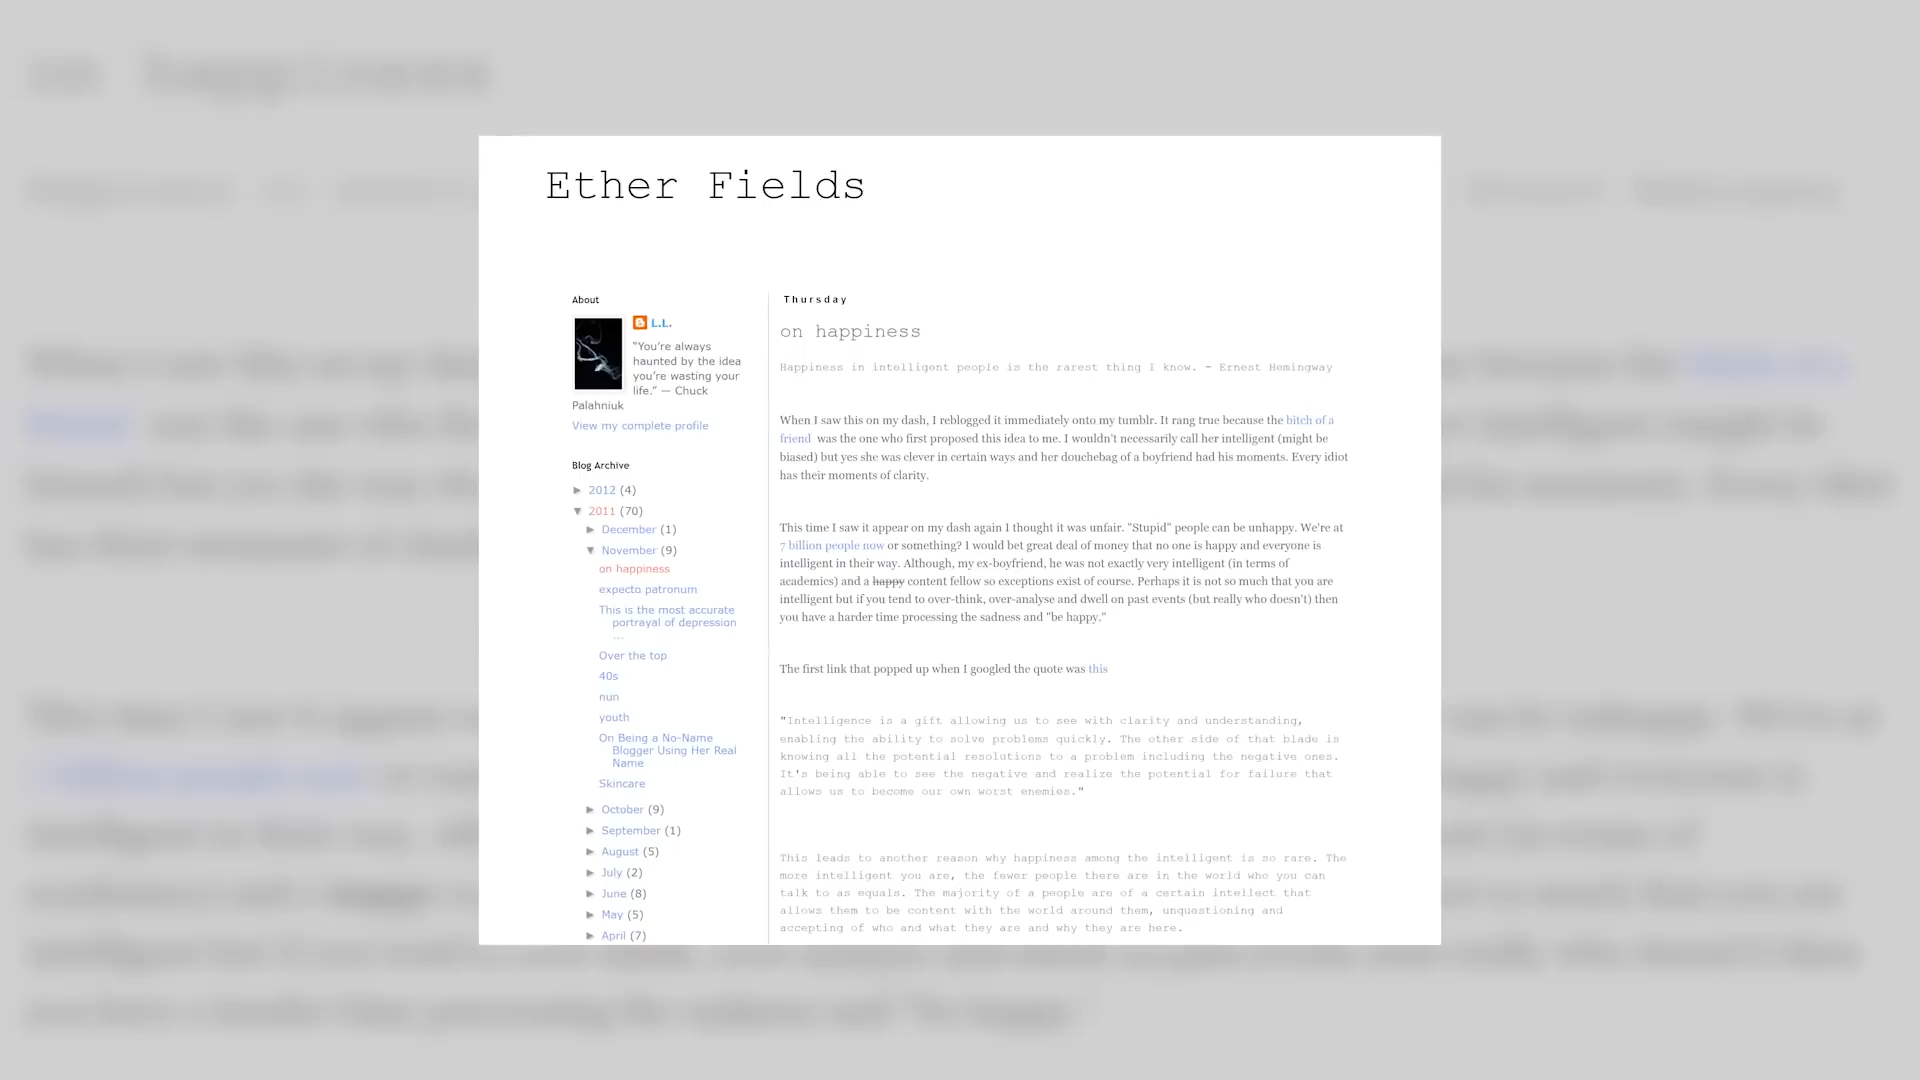 Ether Fields
About
L.L.
"You're always
haunted by the idea
you're wasting your
life." — Chuck
Palahniuk
View my complete profile
Blog Archive
► 2012 (4)
▼ 2011 (70)
► December (1)
▼ November (9)
on happiness
expecto patronum
This is the most accurate
portrayal of depression
...
Over the top
40s
nun
youth
On Being a No-Name
Blogger Using Her Real
Name
Skincare
► October (9)
► September (1)
► August (5)
► July (2)
► June (8)
► May (5)
► April (7)
Thursday
on happiness
Happiness in intelligent people is the rarest thing I know. - Ernest Hemingway
When I saw this on my dash, I reblogged it immediately onto my tumblr. It rang true because the bitch of a
friend was the one who first proposed this idea to me. I wouldn't necessarily call her intelligent (might be
biased) but yes she was clever in certain ways and her douchebag of a boyfriend had his moments. Every idiot
has their moments of clarity.
This time I saw it appear on my dash again I thought it was unfair. "Stupid" people can be unhappy. We're at
7 billion people now or something? I would bet great deal of money that no one is happy and everyone is
intelligent in their way. Although, my ex-boyfriend, he was not exactly very intelligent (in terms of
academics) and a happy content fellow so exceptions exist of course. Perhaps it is not so much that you are
intelligent but if you tend to over-think, over-analyse and dwell on past events (but really who doesn't) then
you have a harder time processing the sadness and "be happy."
The first link that popped up when I googled the quote was this
"Intelligence is a gift allowing us to see with clarity and understanding,
enabling the ability to solve problems quickly. The other side of that blade is
knowing all the potential resolutions to a problem including the negative ones.
It's being able to see the negative and realize the potential for failure that
allows us to become our own worst enemies."
This leads to another reason why happiness among the intelligent is so rare. The
more intelligent you are, the fewer people there are in the world who you can
talk to as equals. The majority of a people are of a certain intellect that
allows them to be content with the world around them, unquestioning and
accepting of who and what they are and why they are here.